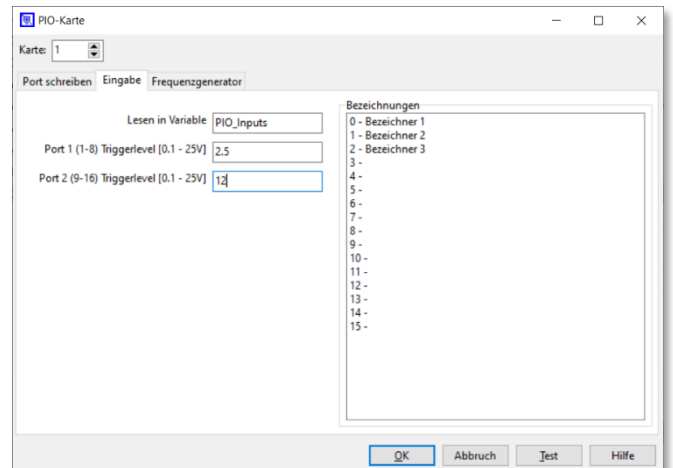 PIO-Karte
Karte: 1
Port schreiben Eingabe Frequenzgenerator
Lesen in Variable PIO_Inputs
Port 1 (1-8) Triggerlevel [0.1 - 25V] 2.5
Port 2 (9-16) Triggerlevel [0.1 - 25V] 12
Bezeichnungen
0 - Bezeichner 1
1 - Bezeichner 2
2 - Bezeichner 3
3 -
4 -
5 -
6 -
7 -
8 -
9 -
10 -
11 -
12 -
13 -
14 -
15 -
OK Abbruch Test Hilfe